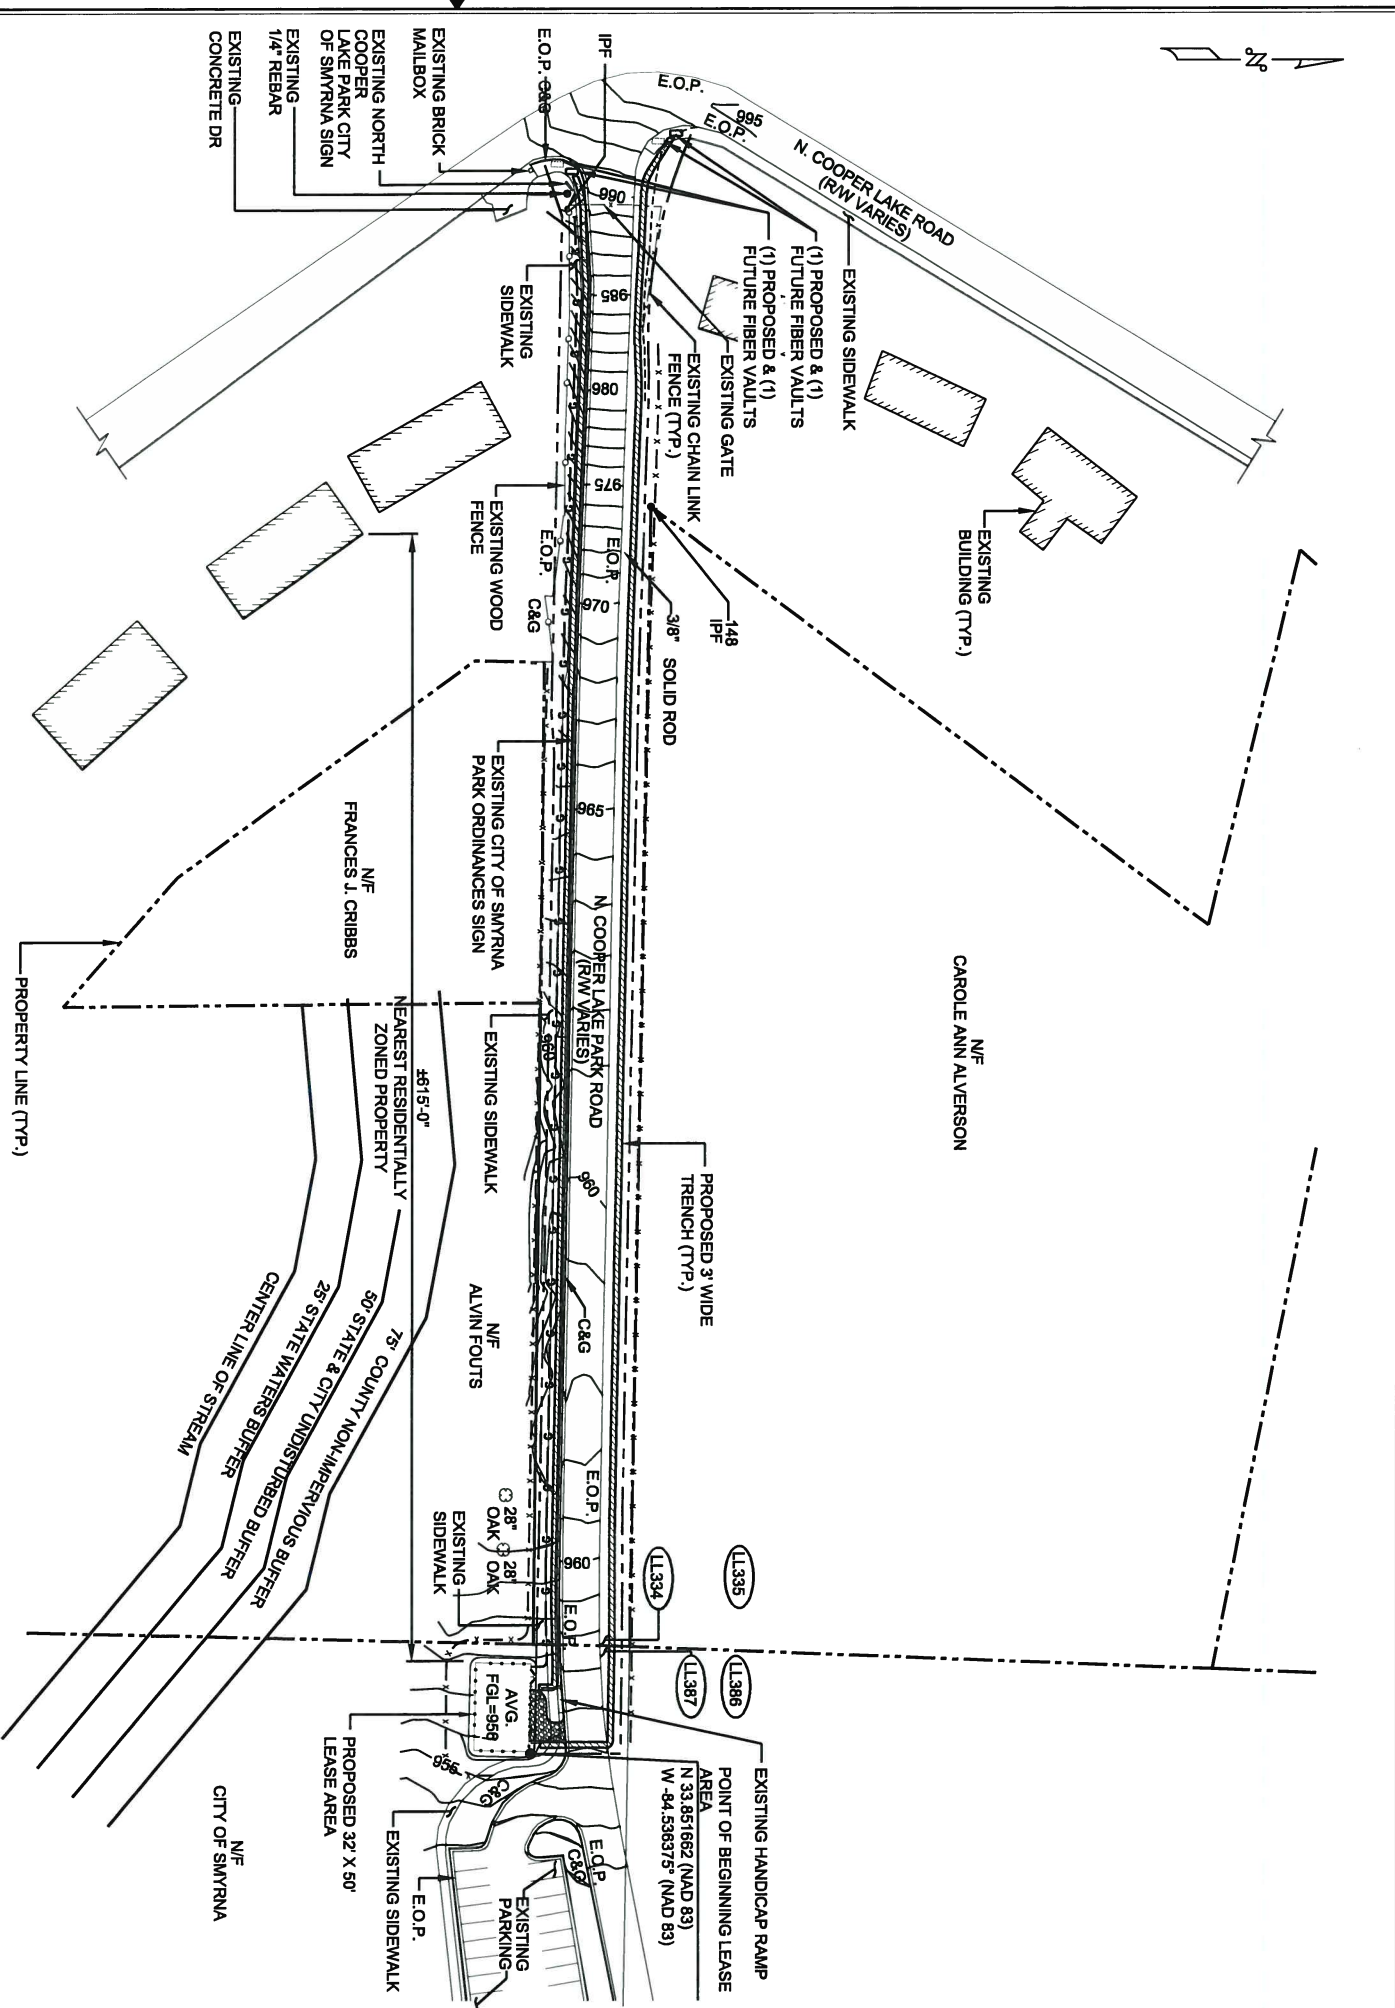 N
E.O.P.
995
E.O.P.
N. COOPER LAKE ROAD
(R/W VARIES)
EXISTING SIDEWALK
(1) PROPOSED & (1)
FUTURE FIBER VAULTS
(1) PROPOSED & (1)
FUTURE FIBER VAULTS
EXISTING GATE
EXISTING CHAIN LINK
FENCE (TYP.)
EXISTING
BUILDING (TYP.)
148
IPF
3/8" SOLID ROD
IPF
E.O.P. C&G
EXISTING BRICK
MAILBOX
EXISTING NORTH
COOPER
LAKE PARK CITY
OF SMYRNA SIGN
EXISTING
1/4" REBAR
EXISTING
CONCRETE DR
990
985
980
975
970
965
960
960
960
EXISTING
SIDEWALK
EXISTING WOOD
FENCE
E.O.P.
C&G
E.O.P.
EXISTING CITY OF SMYRNA
PARK ORDINANCES SIGN
N. COOPER LAKE PARK ROAD
(R/W VARIES)
N/F
CAROLE ANN ALVERSON
N/F
FRANCES J. CRIBBS
PROPERTY LINE (TYP.)
±615'-0"
NEAREST RESIDENTIALLY
ZONED PROPERTY
EXISTING SIDEWALK
PROPOSED 3' WIDE
TRENCH (TYP.)
C&G
N/F
ALVIN FOUTS
75' COUNTY NON-IMPERVIOUS BUFFER
50' STATE & CITY UNDISTURBED BUFFER
25' STATE WATERS BUFFER
CENTER LINE OF STREAM
28"
OAK
28"
OAK
EXISTING
SIDEWALK
E.O.P.
E.O.P.
LL335
LL334
LL386
LL387
EXISTING HANDICAP RAMP
POINT OF BEGINNING LEASE
AREA
N 33.851662 (NAD 83)
W -84.536375° (NAD 83)
AVG.
FGL=956
955
C&G
PROPOSED 32' X 50'
LEASE AREA
EXISTING SIDEWALK
E.O.P.
E.O.P.
C&G
EXISTING
PARKING
N/F
CITY OF SMYRNA